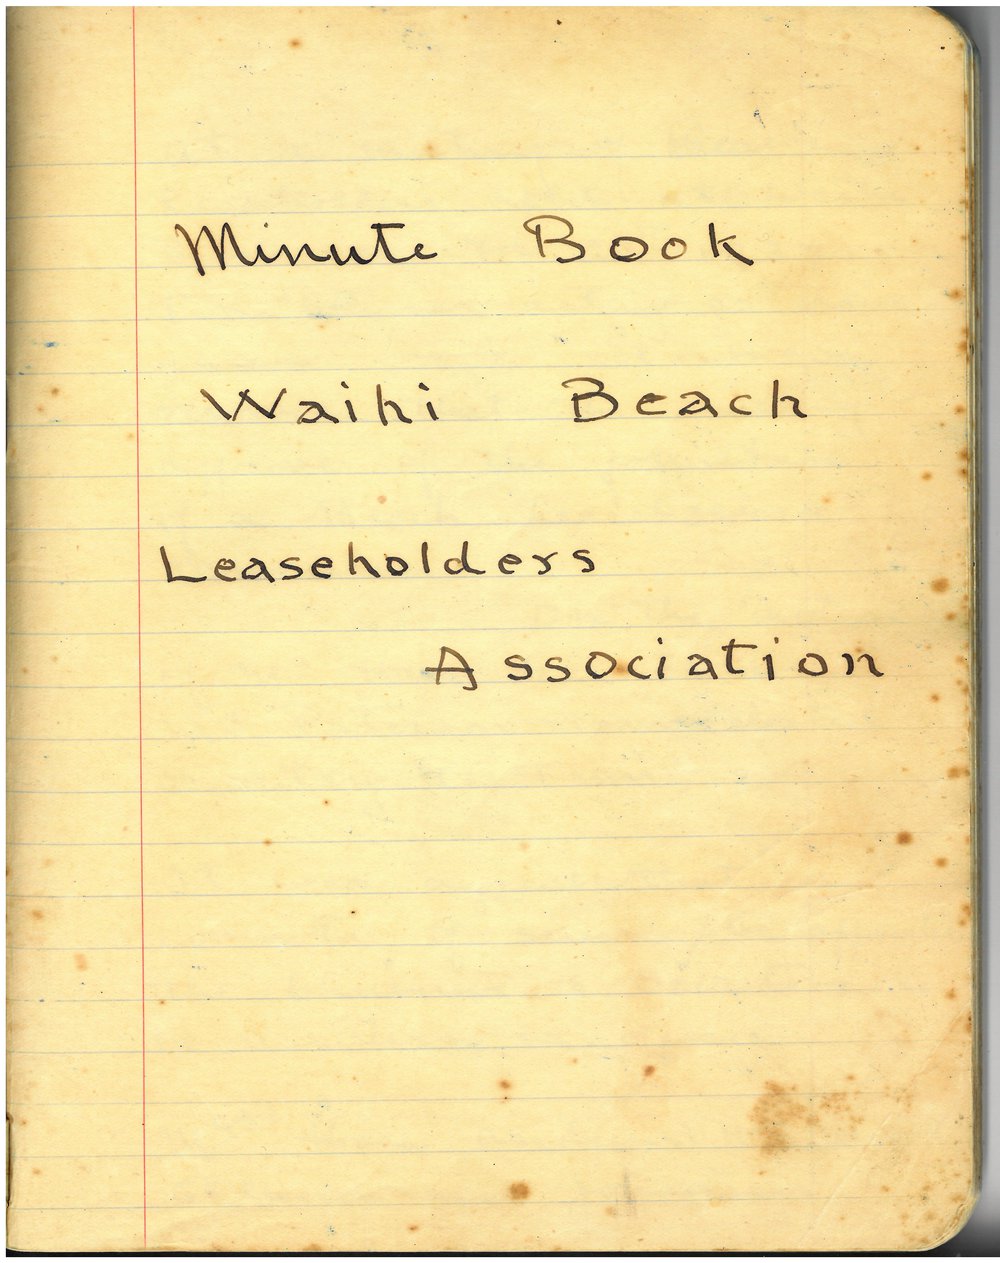 Minute Book
Waihi Beach
Leaseholders
Association